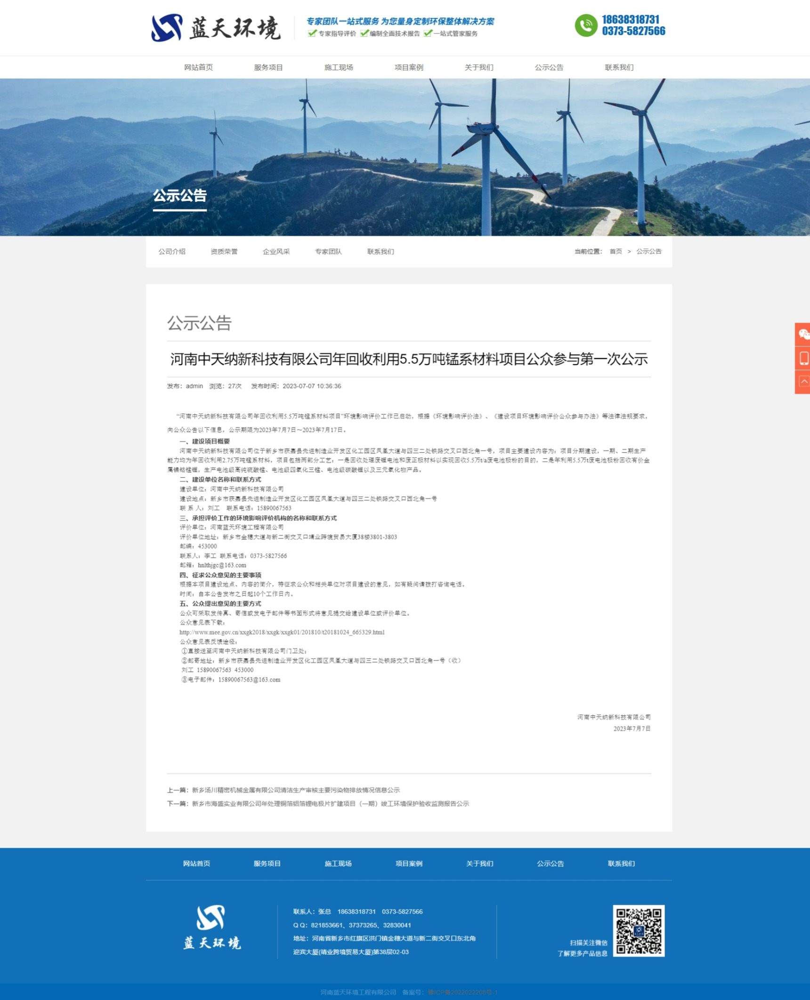 蓝天环境
专家团队一站式服务 为您量身定制环保整体解决方案
专家指导评价 编制全面技术报告 一站式管家服务
18638318731
0373-5827566
网站首页 服务项目 施工现场 项目案例 关于我们 公示公告 联系我们
公示公告
公司介绍 资质荣誉 企业风采 专家团队 联系我们 当前位置： 首页 > 公示公告
公示公告
河南中天纳新科技有限公司年回收利用5.5万吨锰系材料项目公众参与第一次公示
发布：admin 浏览：27次 发布时间：2023-07-07 10:36:36
“河南中天纳新科技有限公司年回收利用5.5万吨锰系材料项目”环境影响评价工作已启动，根据《环境影响评价法》、《建设项目环境影响评价公众参与办法》等法律法规要求，
向公众公告以下信息，公示期限为2023年7月7日～2023年7月17日。
一、建设项目概要
河南中天纳新科技有限公司位于新乡市获嘉县先进制造业开发区化工园区凤凰大道与四三二处铁路交叉口西北角一号，项目主要建设内容为：项目分期建设，一期、二期生产
能力均为年回收利用2.75万吨锰系材料，项目包括两部分工艺：一是回收处理废锂电池和废正极材料以实现回收5.5万t/a废电池极粉的目的，二是年利用5.5万t废电池极粉回收有价金
属镍钴锰锂，生产电池级高纯硫酸锰、电池级四氧化三锰、电池级碳酸锂以及三元氧化物产品。
二、建设单位名称和联系方式
建设单位：河南中天纳新科技有限公司
建设地点：新乡市获嘉县先进制造业开发区化工园区凤凰大道与四三二处铁路交叉口西北角一号
联 系 人：刘工 联系电话：15890067563
三、承担评价工作的环境影响评价机构的名称和联系方式
评价单位：河南蓝天环境工程有限公司
评价单位地址：新乡市金穗大道与新二街交叉口靖业跨境贸易大厦38楼3801-3803
邮编：453000
联系人：李工 联系电话：0373-5827566
邮箱：hnlthjgc@163.com
四、征求公众意见的主要事项
根据本项目建设地点、内容的简介，特征求公众和相关单位对项目建设的意见，如有疑问请拨打咨询电话。
时间：自本公告发布之日起10个工作日内。
五、公众提出意见的主要方式
公众可采取发传真、寄信或发电子邮件等书面形式将意见提交给建设单位或评价单位。
公众意见表下载：
http://www.mee.gov.cn/xxgk2018/xxgk/xxgk01/201810/t20181024_665329.html
公众意见表反馈途径：
①直接送至河南中天纳新科技有限公司门卫处；
②邮寄地址：新乡市获嘉县先进制造业开发区化工园区凤凰大道与四三二处铁路交叉口西北角一号（收）
刘工 15890067563 453000
③电子邮件：15890067563@163.com
河南中天纳新科技有限公司
2023年7月7日
上一篇：新乡汤川精密机械金属有限公司清洁生产审核主要污染物排放情况信息公示
下一篇：新乡市海盛实业有限公司年处理铜箔铝箔锂电极片扩建项目（一期）竣工环境保护验收监测报告公示
网站首页 服务项目 施工现场 项目案例 关于我们 公示公告 联系我们
蓝天环境
联系人：张总 18638318731 0373-5827566
Q Q：821853661、37373265、32830041
地址：河南省新乡市红旗区洪门镇金穗大道与新二街交叉口东北角
迎宾大厦(靖业跨境贸易大厦)第38层02-03
扫描关注微信
了解更多产品信息
河南蓝天环境工程有限公司 备案号：豫ICP备2022022208号-1